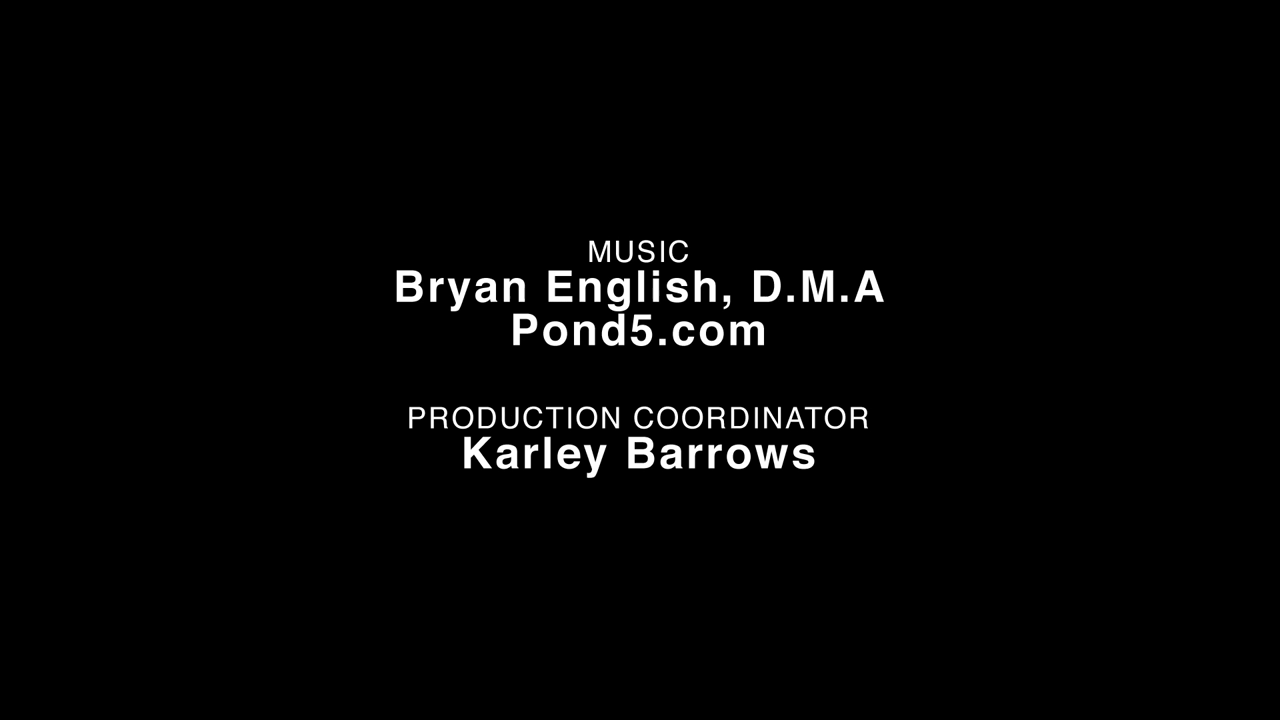 MUSIC
Bryan English, D.M.A
Pond5.com
PRODUCTION COORDINATOR
Karley Barrows